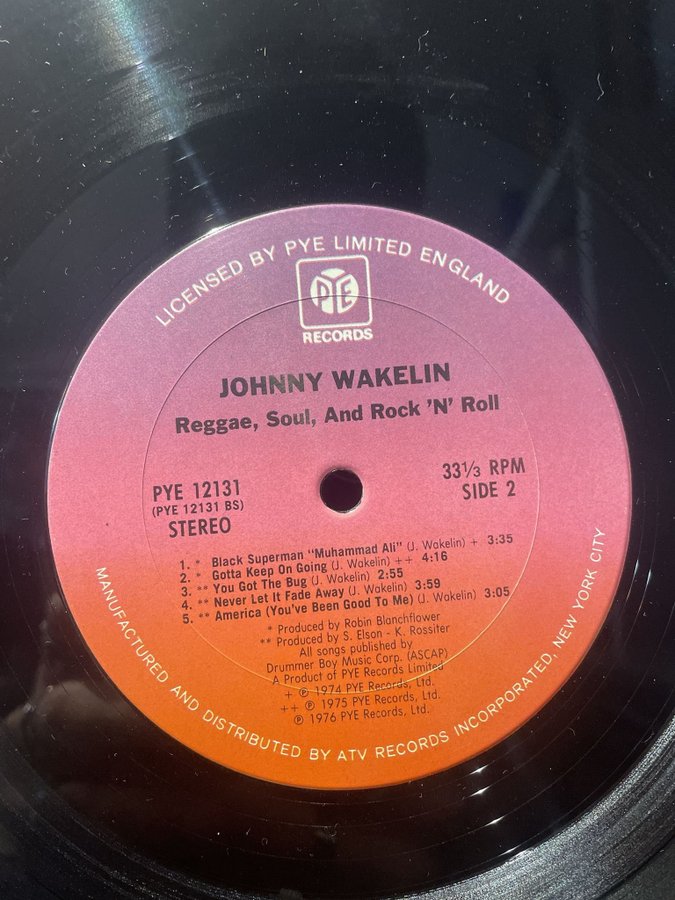 LICENSED BY PYE LIMITED ENGLAND
PYE
RECORDS
JOHNNY WAKELIN
Reggae, Soul, And Rock 'N' Roll
PYE 12131
(PYE 12131 BS)
STEREO
33⅓ RPM
SIDE 2
1. * Black Superman "Muhammad Ali" (J. Wakelin) + 3:35
2. * Gotta Keep On Going (J. Wakelin) ++ 4:16
3. ** You Got The Bug (J. Wakelin) 2:55
4. ** Never Let It Fade Away (J. Wakelin) 3:59
5. ** America (You've Been Good To Me) (J. Wakelin) 3:05
* Produced by Robin Blanchflower
** Produced by S. Elson - K. Rossiter
All songs published by
Drummer Boy Music Corp. (ASCAP)
A Product of PYE Records Limited
+ ℗ 1974 PYE Records, Ltd.
++ ℗ 1975 PYE Records, Ltd.
℗ 1976 PYE Records, Ltd.
MANUFACTURED AND DISTRIBUTED BY ATV RECORDS INCORPORATED, NEW YORK CITY